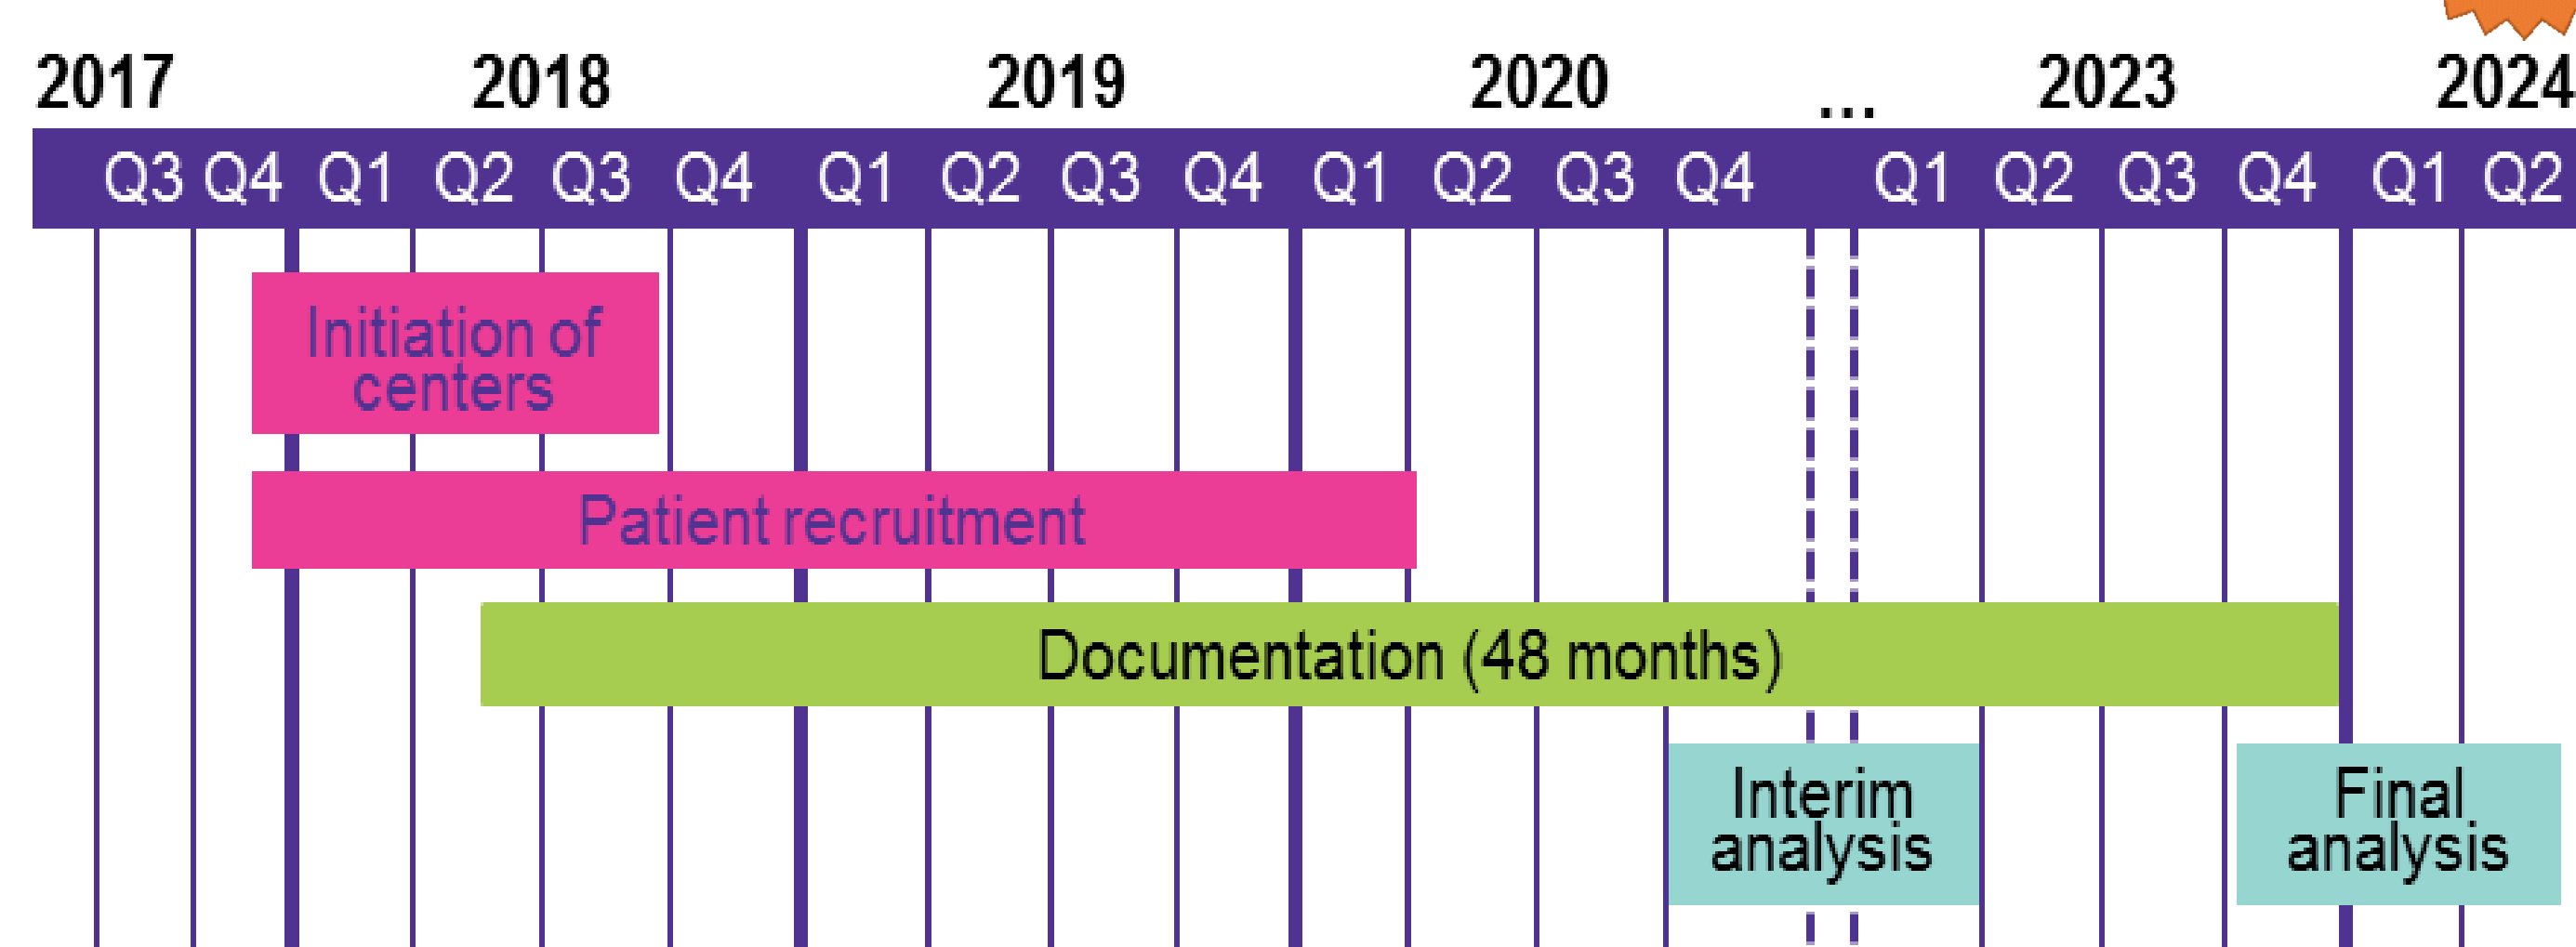 2017 2018 2019 2020 ... 2023 2024
Q3 Q4 Q1 Q2 Q3 Q4 Q1 Q2 Q3 Q4 Q1 Q2 Q3 Q4 Q1 Q2 Q3 Q4 Q1 Q2
Initiation of
centers
Patient recruitment
Documentation (48 months)
Interim
analysis
Final
analysis